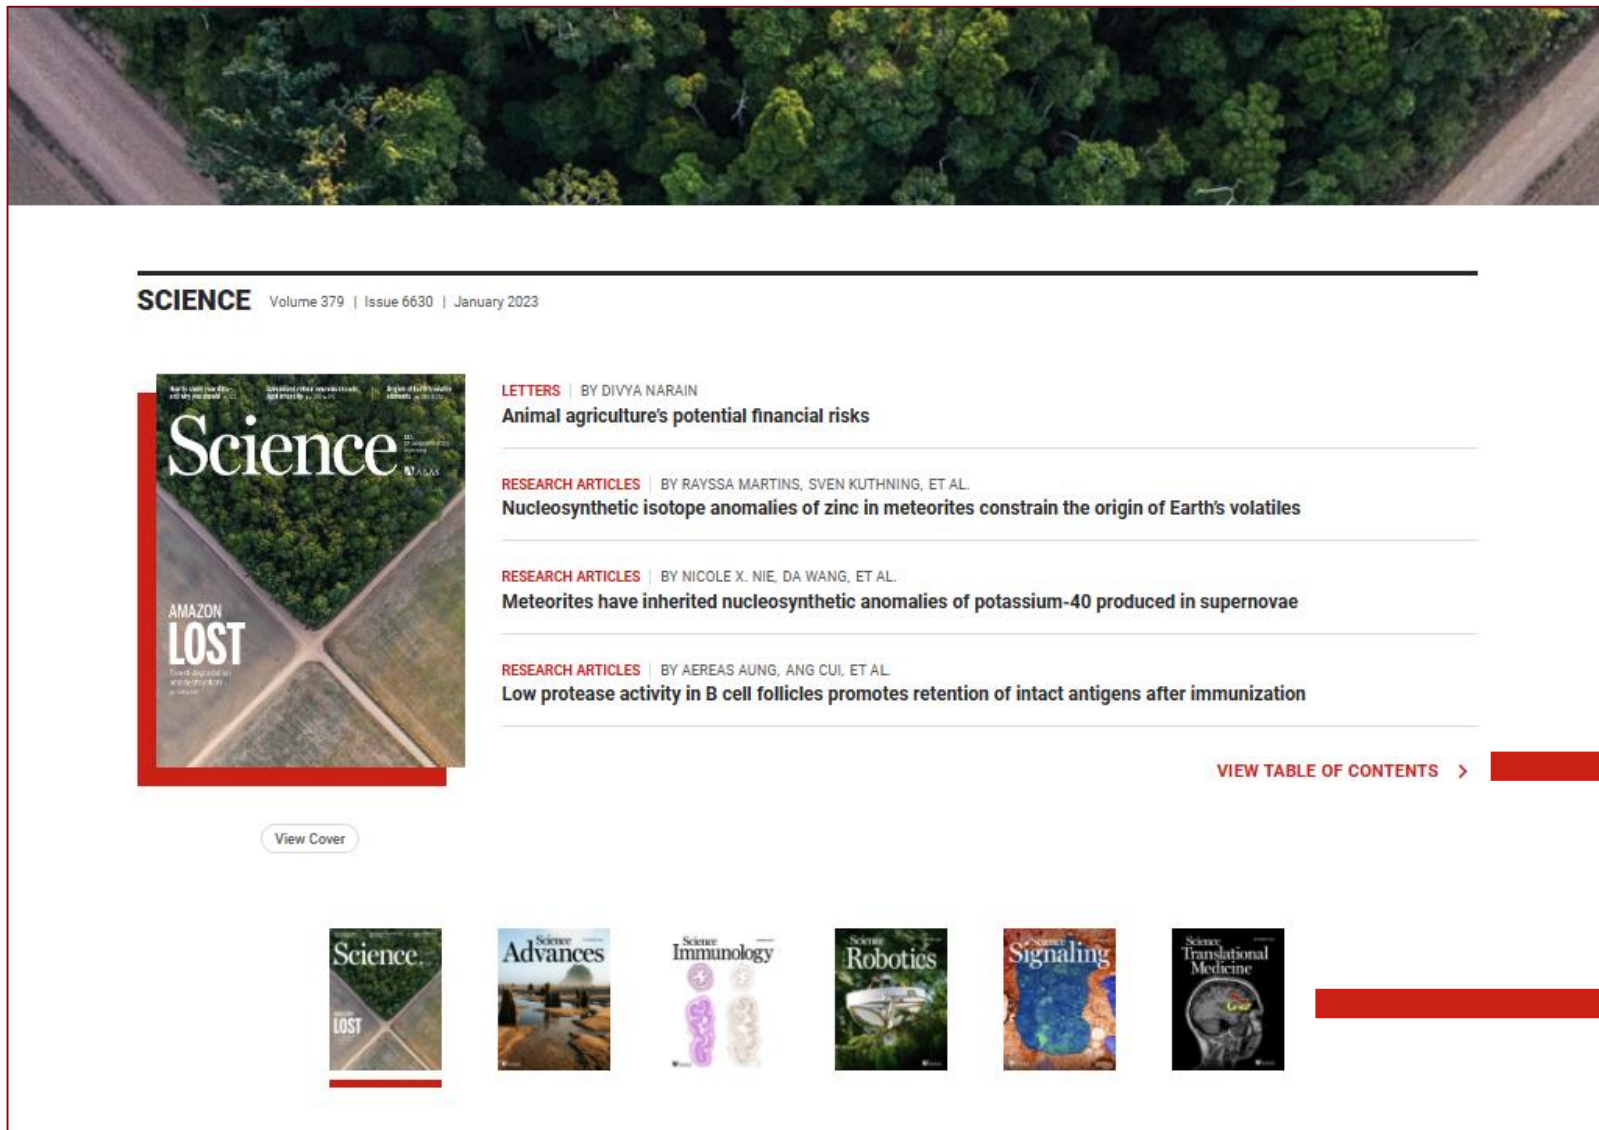 SCIENCE Volume 379 | Issue 6630 | January 2023
Science
AAAS
AMAZON
LOST
Forest degradation
and destruction
LETTERS | BY DIVYA NARAIN
Animal agriculture's potential financial risks
RESEARCH ARTICLES | BY RAYSSA MARTINS, SVEN KUTHNING, ET AL.
Nucleosynthetic isotope anomalies of zinc in meteorites constrain the origin of Earth's volatiles
RESEARCH ARTICLES | BY NICOLE X. NIE, DA WANG, ET AL.
Meteorites have inherited nucleosynthetic anomalies of potassium-40 produced in supernovae
RESEARCH ARTICLES | BY AEREAS AUNG, ANG CUI, ET AL.
Low protease activity in B cell follicles promotes retention of intact antigens after immunization
VIEW TABLE OF CONTENTS
View Cover
Science
LOST
Science
Advances
Science
Immunology
Science
Robotics
Science
Signaling
Science
Translational
Medicine